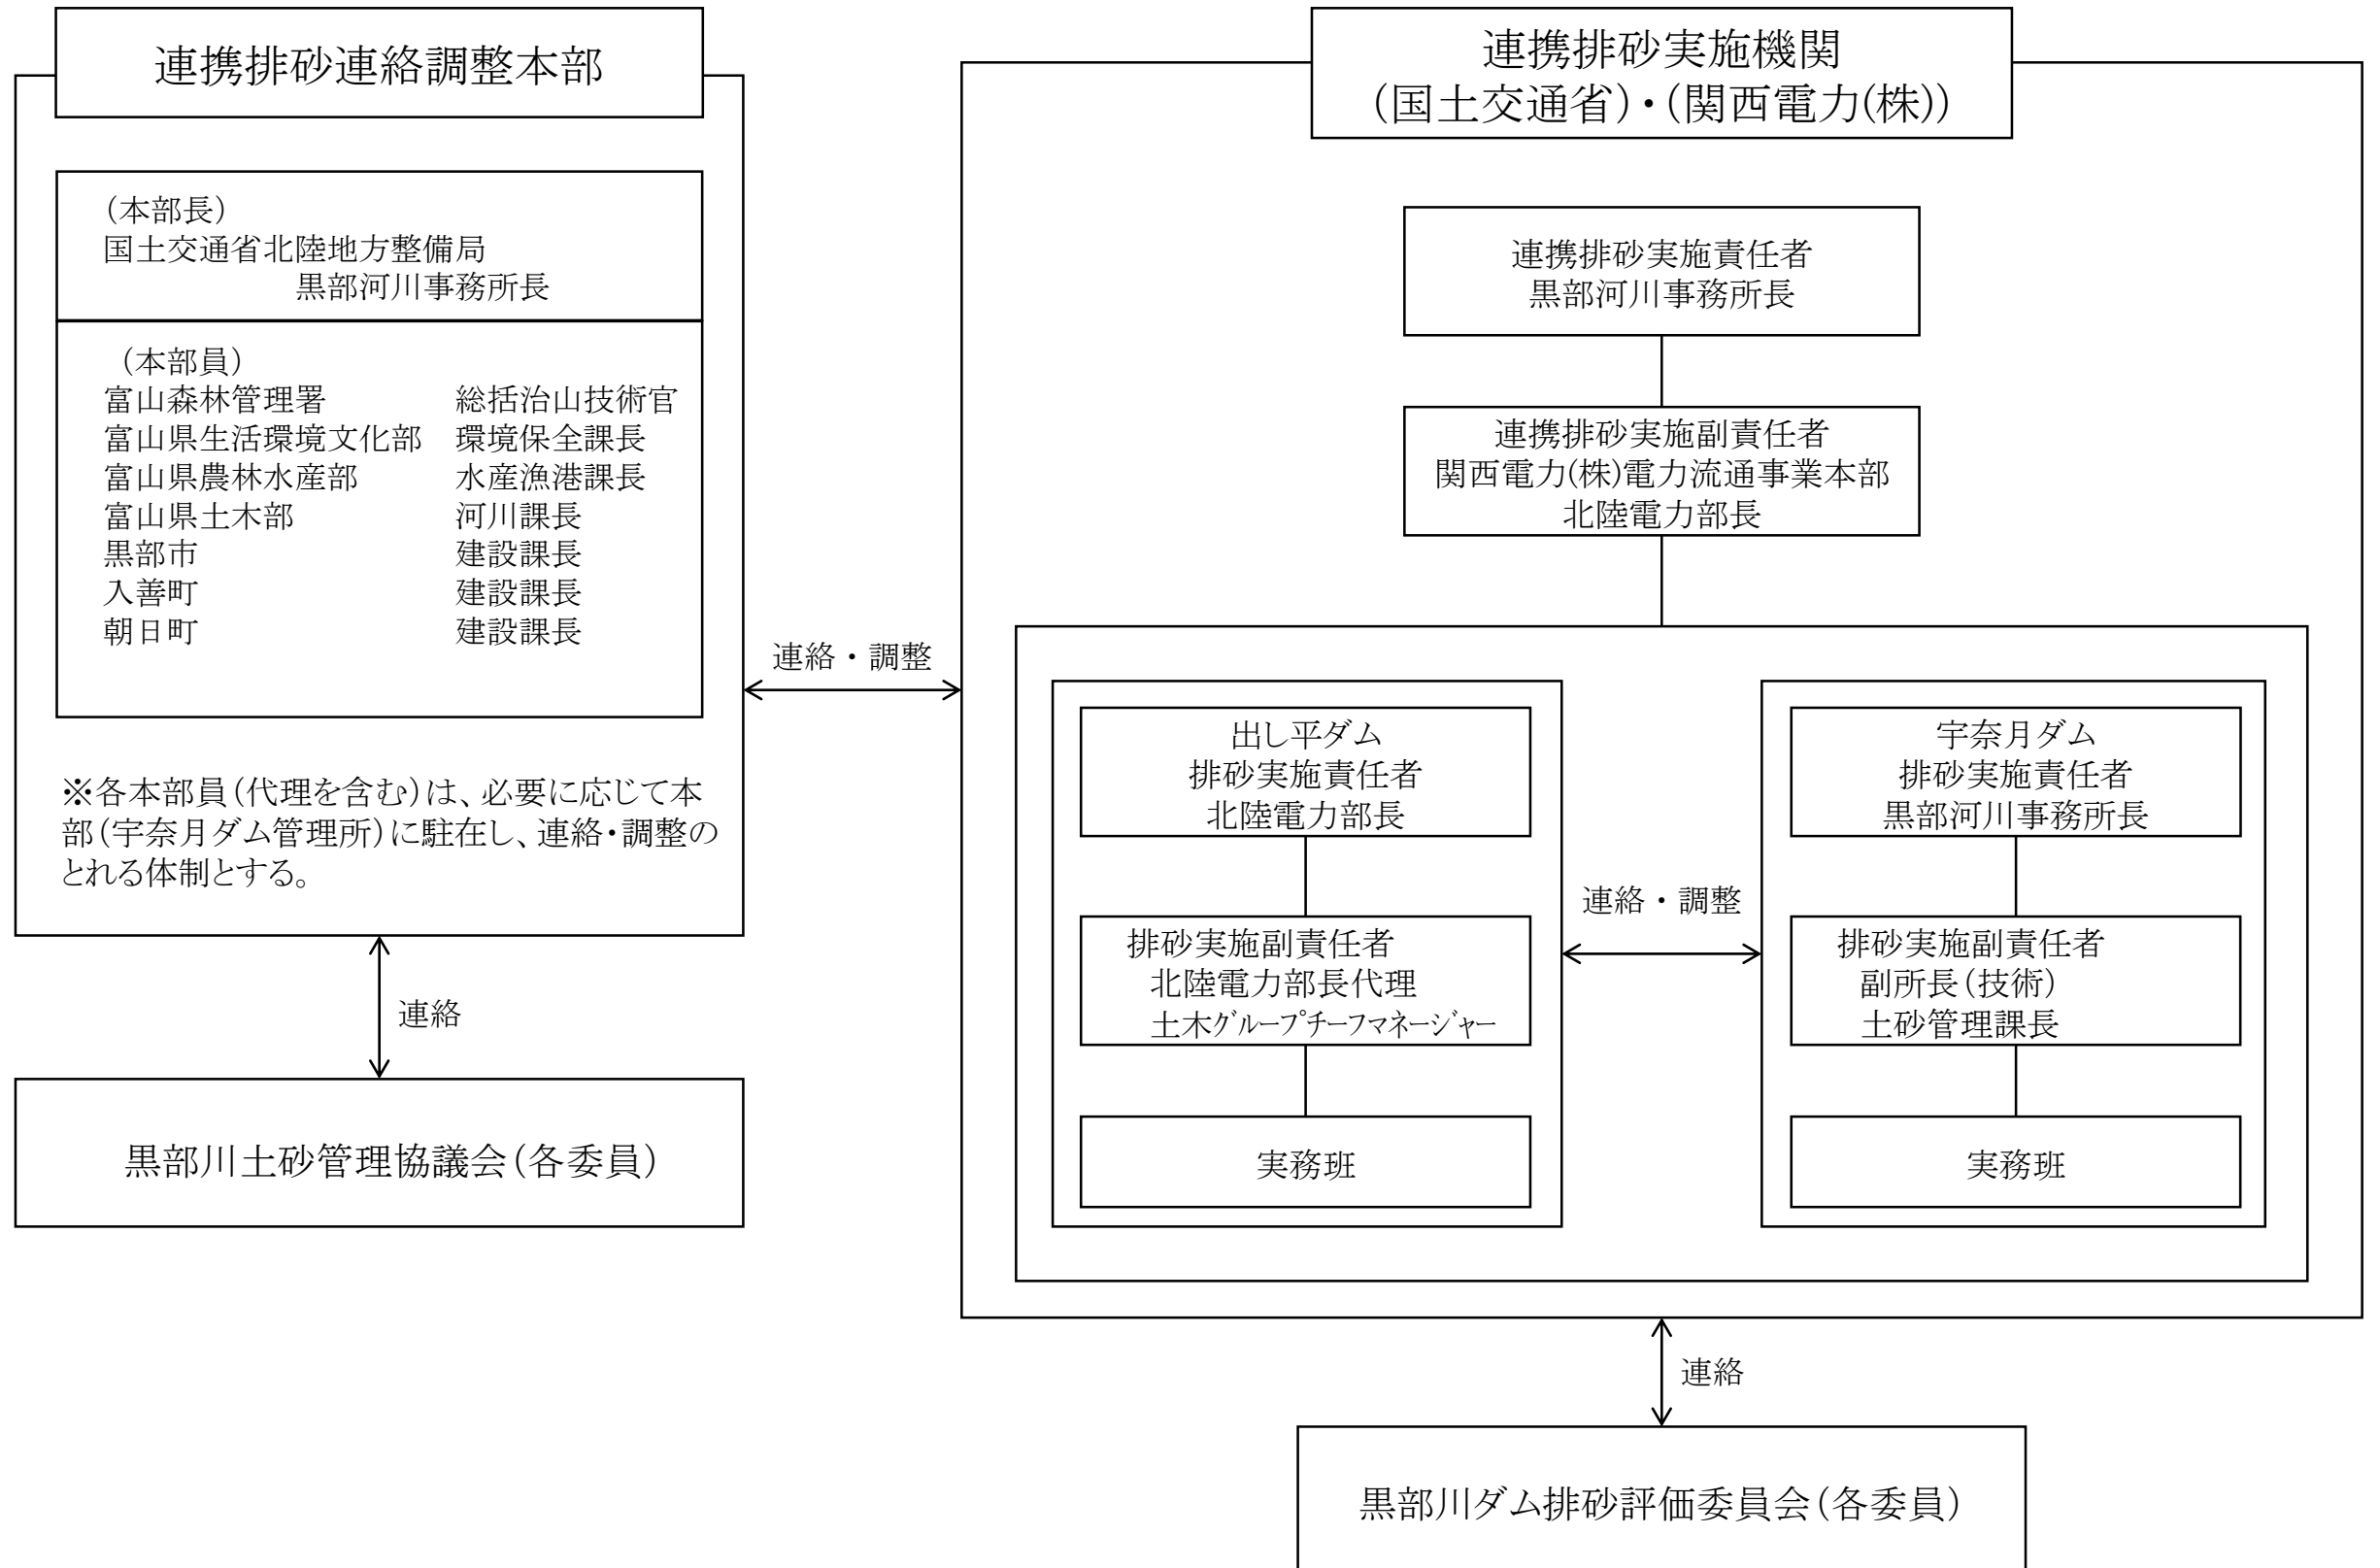 連携排砂連絡調整本部
(本部長)
国土交通省北陸地方整備局
黒部河川事務所長
(本部員)
富山森林管理署 総括治山技術官
富山県生活環境文化部 環境保全課長
富山県農林水産部 水産漁港課長
富山県土木部 河川課長
黒部市 建設課長
入善町 建設課長
朝日町 建設課長
※各本部員(代理を含む)は、必要に応じて本
部(宇奈月ダム管理所)に駐在し、連絡・調整の
とれる体制とする。
連絡
黒部川土砂管理協議会(各委員)
連絡・調整
連携排砂実施機関
(国土交通省)・(関西電力(株))
連携排砂実施責任者
黒部河川事務所長
連携排砂実施副責任者
関西電力(株)電力流通事業本部
北陸電力部長
出し平ダム
排砂実施責任者
北陸電力部長
排砂実施副責任者
北陸電力部長代理
土木グループチーフマネージャー
実務班
連絡・調整
宇奈月ダム
排砂実施責任者
黒部河川事務所長
排砂実施副責任者
副所長(技術)
土砂管理課長
実務班
連絡
黒部川ダム排砂評価委員会(各委員)